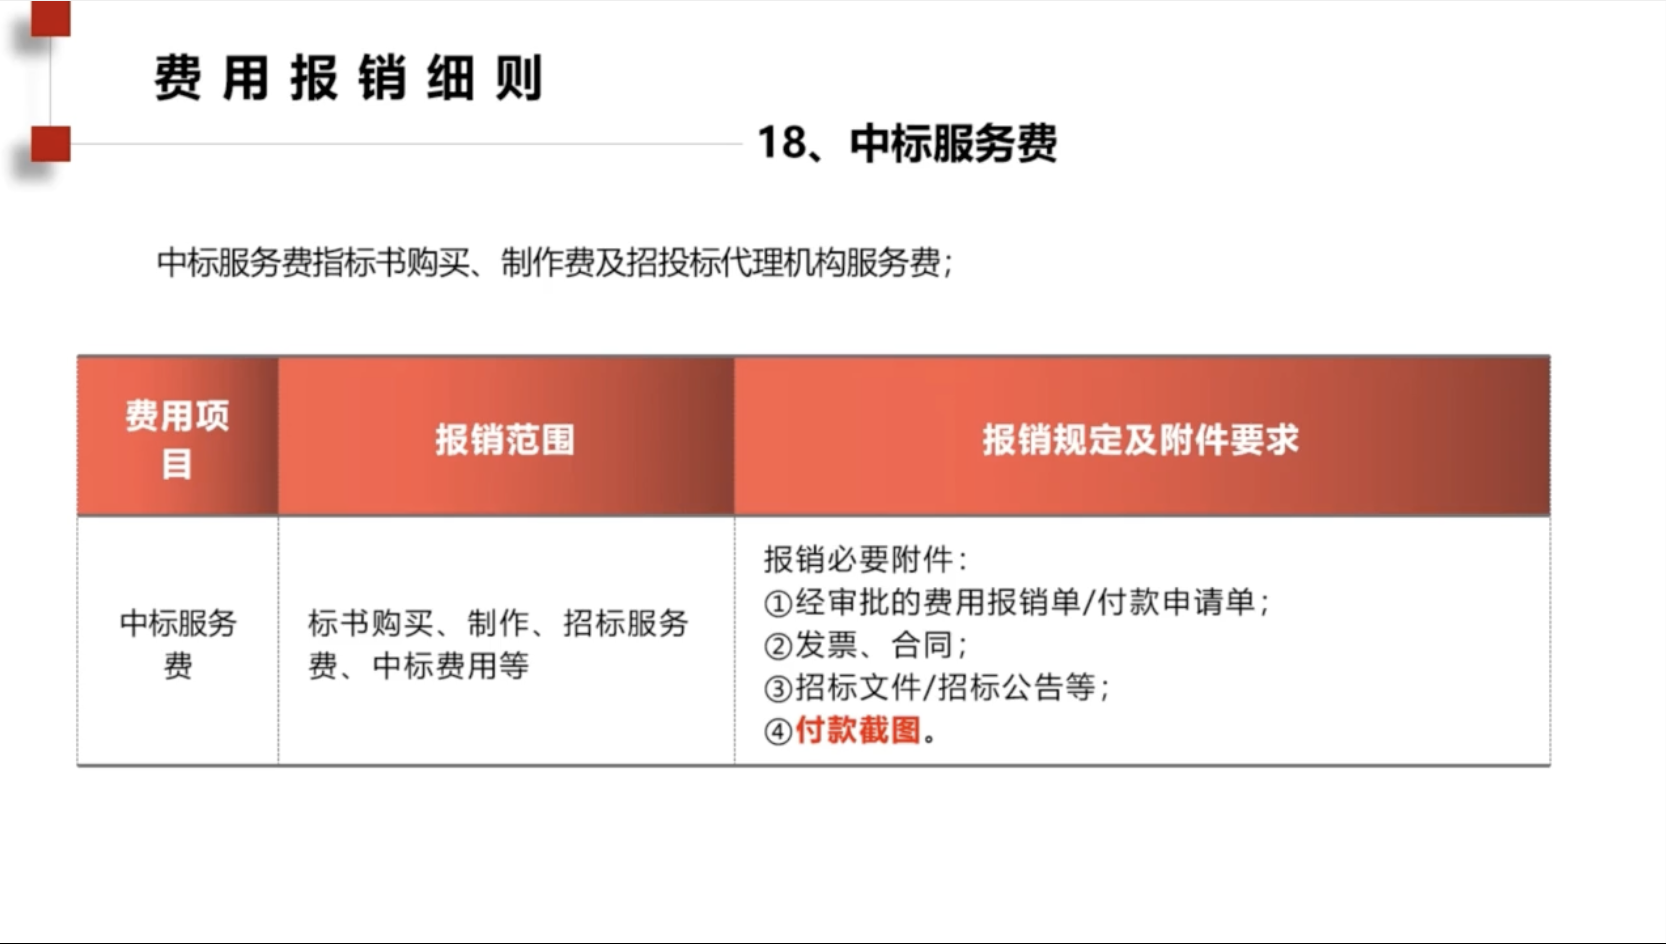 费用报销细则
18、中标服务费
中标服务费指标书购买、制作费及招投标代理机构服务费；
费用项
目
报销范围
报销规定及附件要求
中标服务
费
标书购买、制作、招标服务
费、中标费用等
报销必要附件：
①经审批的费用报销单/付款申请单；
②发票、合同；
③招标文件/招标公告等；
④付款截图。